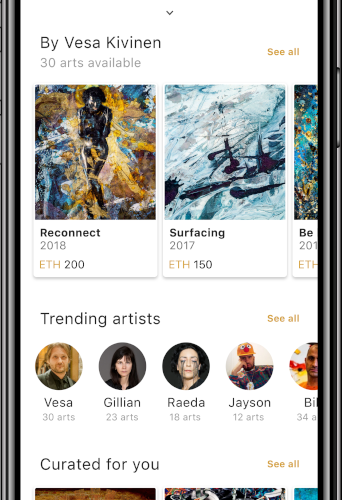 By Vesa Kivinen
See all
30 arts available
Reconnect
2018
ETH 200
Surfacing
2017
ETH 150
Be
201
ETH
Trending artists
See all
Vesa
30 arts
Gillian
23 arts
Raeda
18 arts
Jayson
12 arts
Bil
34 a
Curated for you
See all